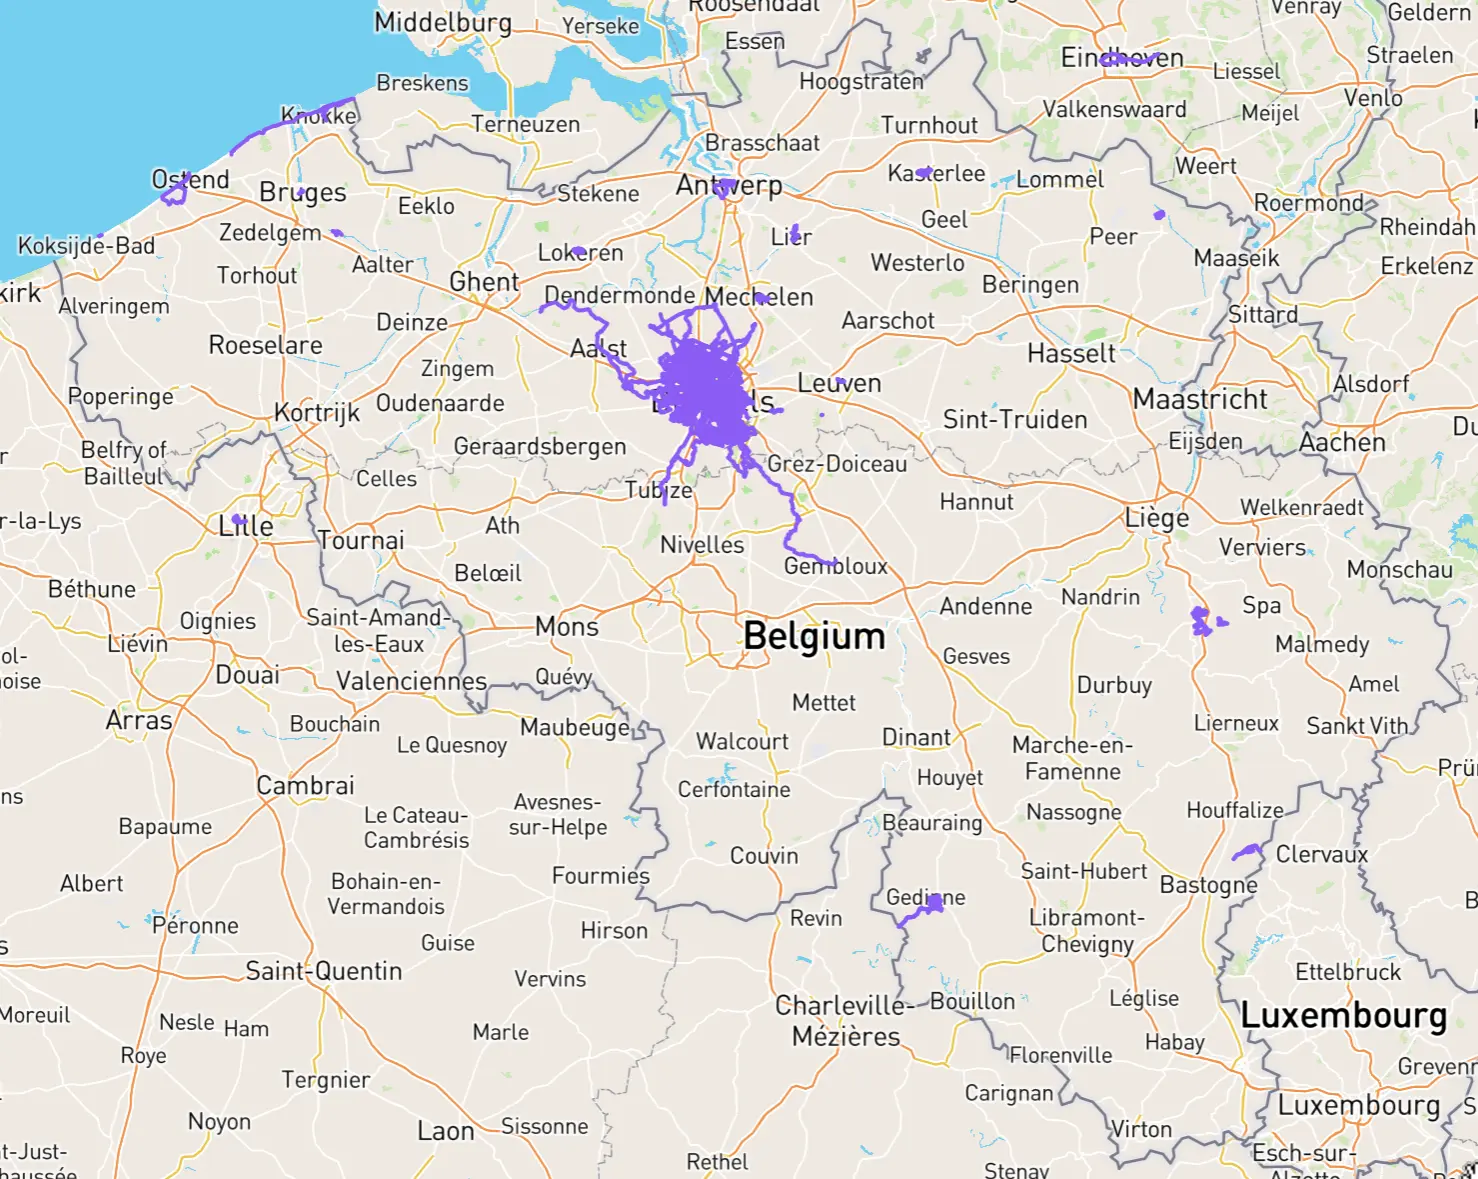 Middelburg
Yerseke
Roosendaal
Essen
Venray
Geldern
Eindhoven
Liessel
Straelen
Hoogstraten
Breskens
Valkenswaard
Meijel
Venlo
Knokke
Terneuzen
Turnhout
Brasschaat
Weert
Ostend
Bruges
Stekene
Antwerp
Kasterlee
Lommel
Roermond
Eeklo
Geel
Koksijde-Bad
Zedelgem
Lier
Peer
Rheindah
Maaseik
Lokeren
Aalter
Westerlo
Erkelenz
Torhout
Ghent
Beringen
kirk
Alveringem
Dendermonde
Mechelen
Sittard
Deinze
Aarschot
Roeselare
Aalst
Hasselt
Zingem
Leuven
Alsdorf
Poperinge
Oudenaarde
ls
Maastricht
Kortrijk
Sint-Truiden
Eijsden
Aachen
Belfry of
Bailleul
Geraardsbergen
Grez-Doiceau
Celles
Tubize
Hannut
Welkenraedt
r-la-Lys
Lille
Ath
Liège
Tournai
Nivelles
Verviers
Gembloux
Monschau
Belœil
Béthune
Andenne
Nandrin
Spa
Oignies
Saint-Amand-
les-Eaux
Mons
Belgium
Liévin
Malmedy
ol-
noise
Gesves
Douai
Valenciennes
Quévy
Durbuy
Amel
Mettet
Arras
Bouchain
Maubeuge
Lierneux
Sankt Vith
Le Quesnoy
Walcourt
Dinant
Marche-en-
Famenne
Houyet
Prür
Cambrai
Cerfontaine
ns
Avesnes-
sur-Helpe
Le Cateau-
Cambrésis
Nassogne
Houffalize
Bapaume
Beauraing
Couvin
Clervaux
Albert
Bohain-en-
Vermandois
Fournies
Saint-Hubert
Bastogne
Gedinne
Péronne
Hirson
Revin
Libramont-
Chevigny
Guise
Saint-Quentin
Vervins
Ettelbruck
Charleville-
Mézières
Bouillon
Léglise
Luxembourg
Moreuil
Nesle
Ham
Marle
Roye
Florenville
Habay
Grevenr
Tergnier
Carignan
Luxembourg
Noyon
Laon
Sissonne
Virton
t-Just-
haussée
Rethel
Stenay
Esch-sur-
Alzette